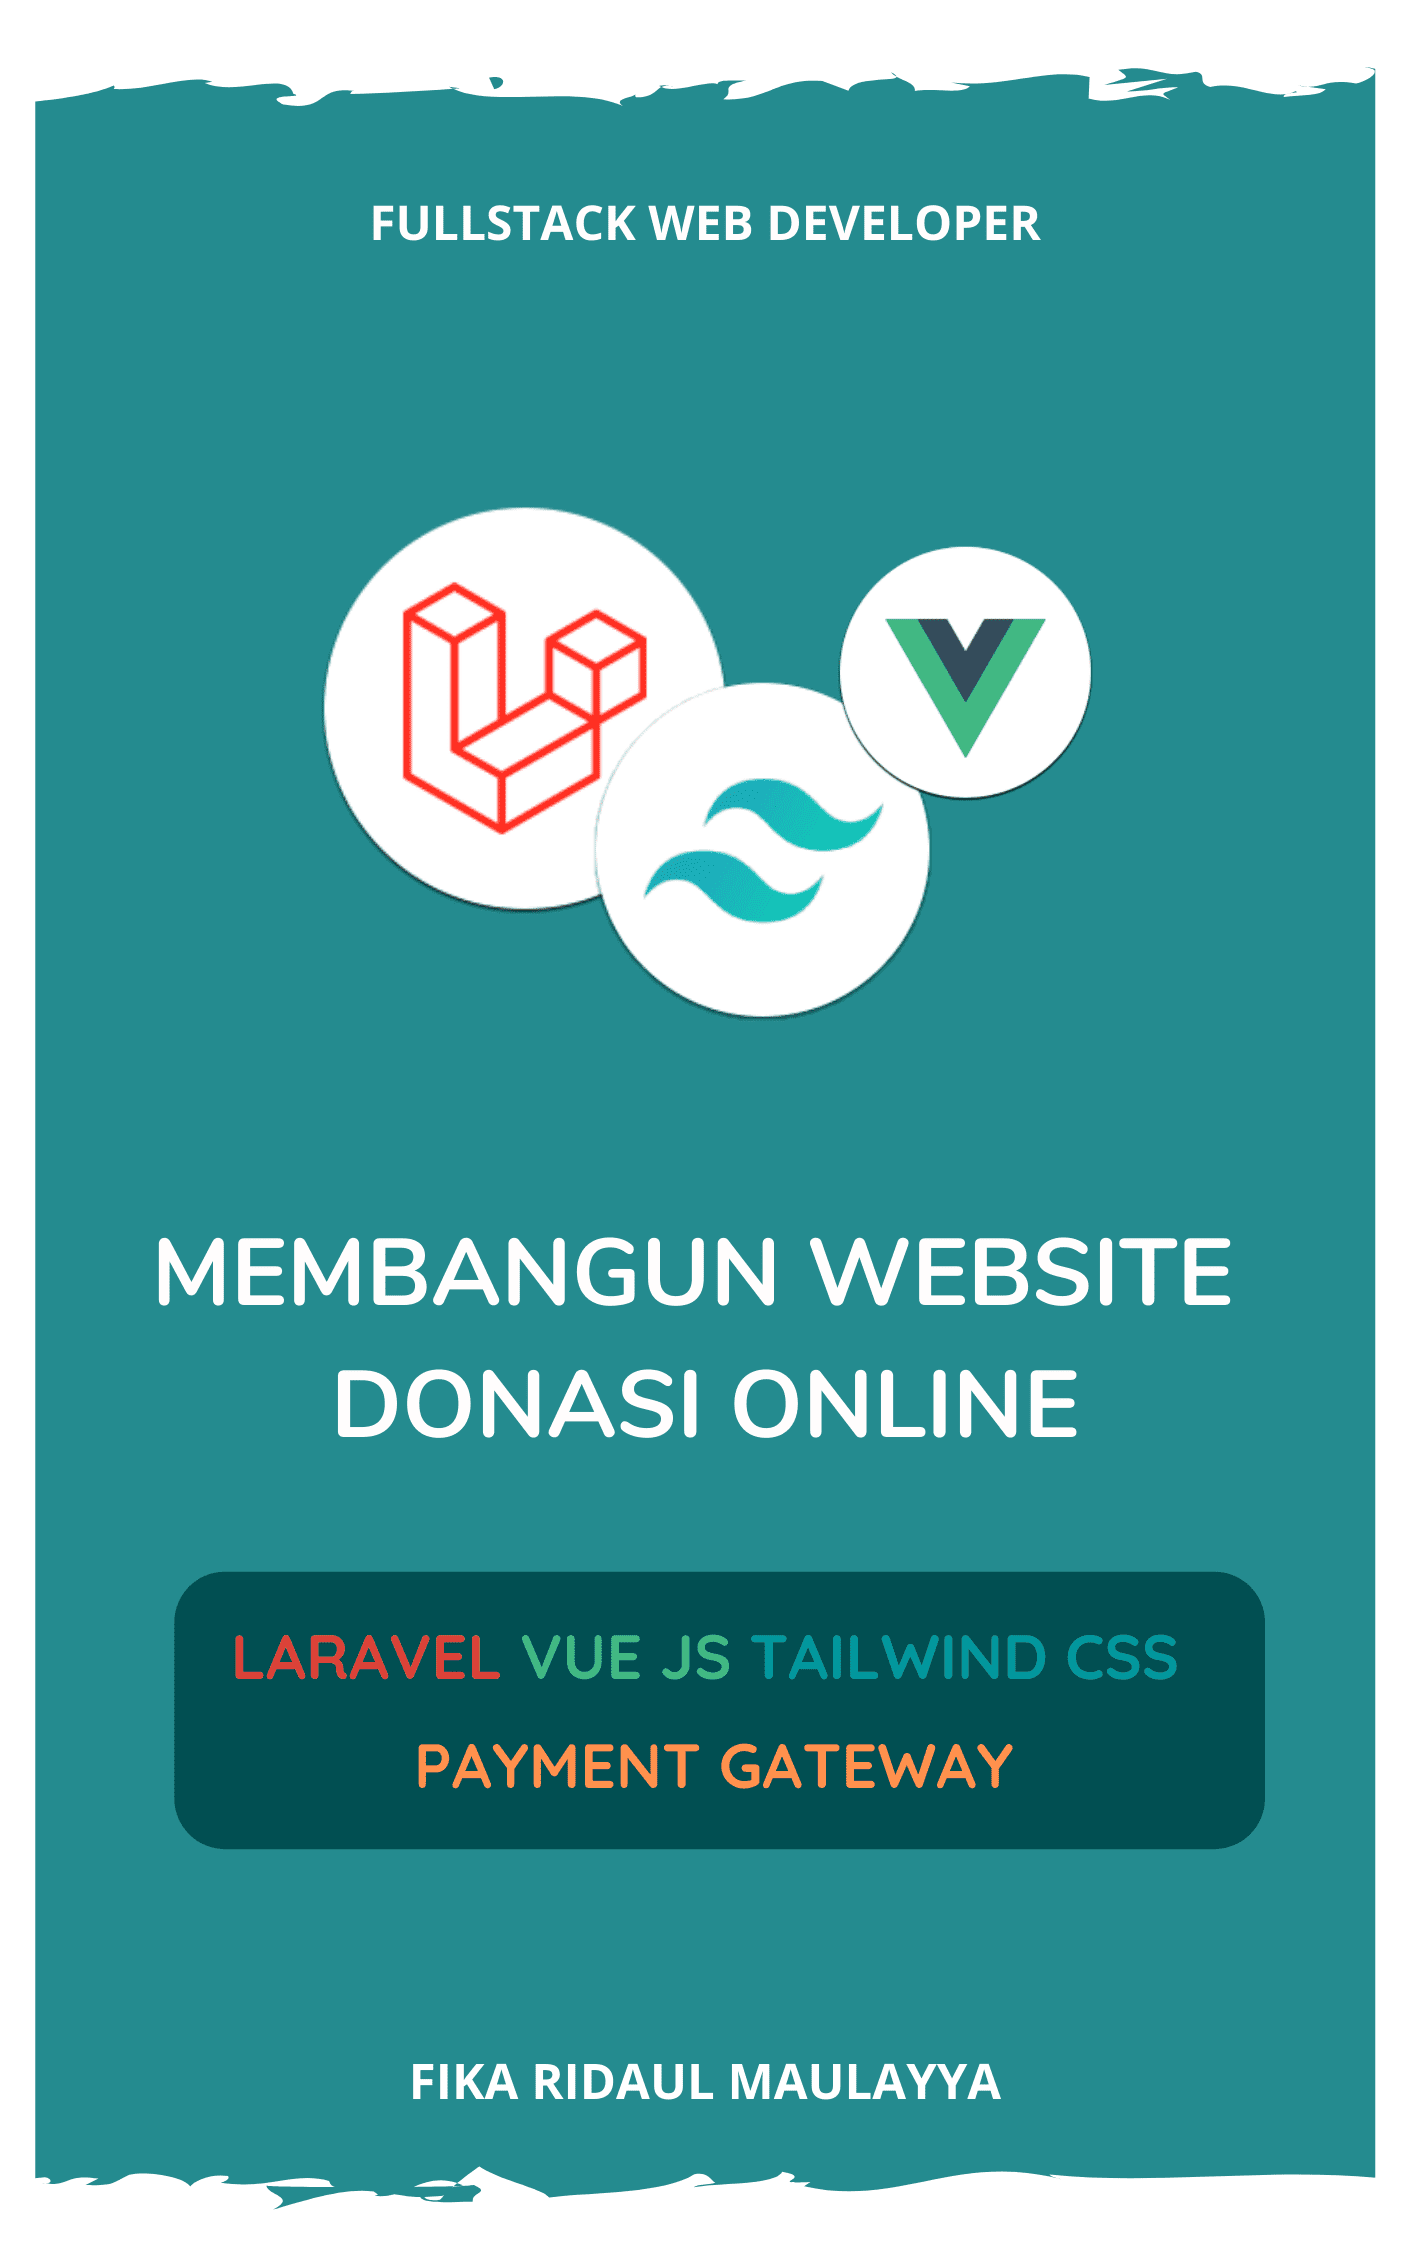 FULLSTACK WEB DEVELOPER
MEMBANGUN WEBSITE
DONASI ONLINE
LARAVEL VUE JS TAILWIND CSS
PAYMENT GATEWAY
FIKA RIDAUL MAULAYYA